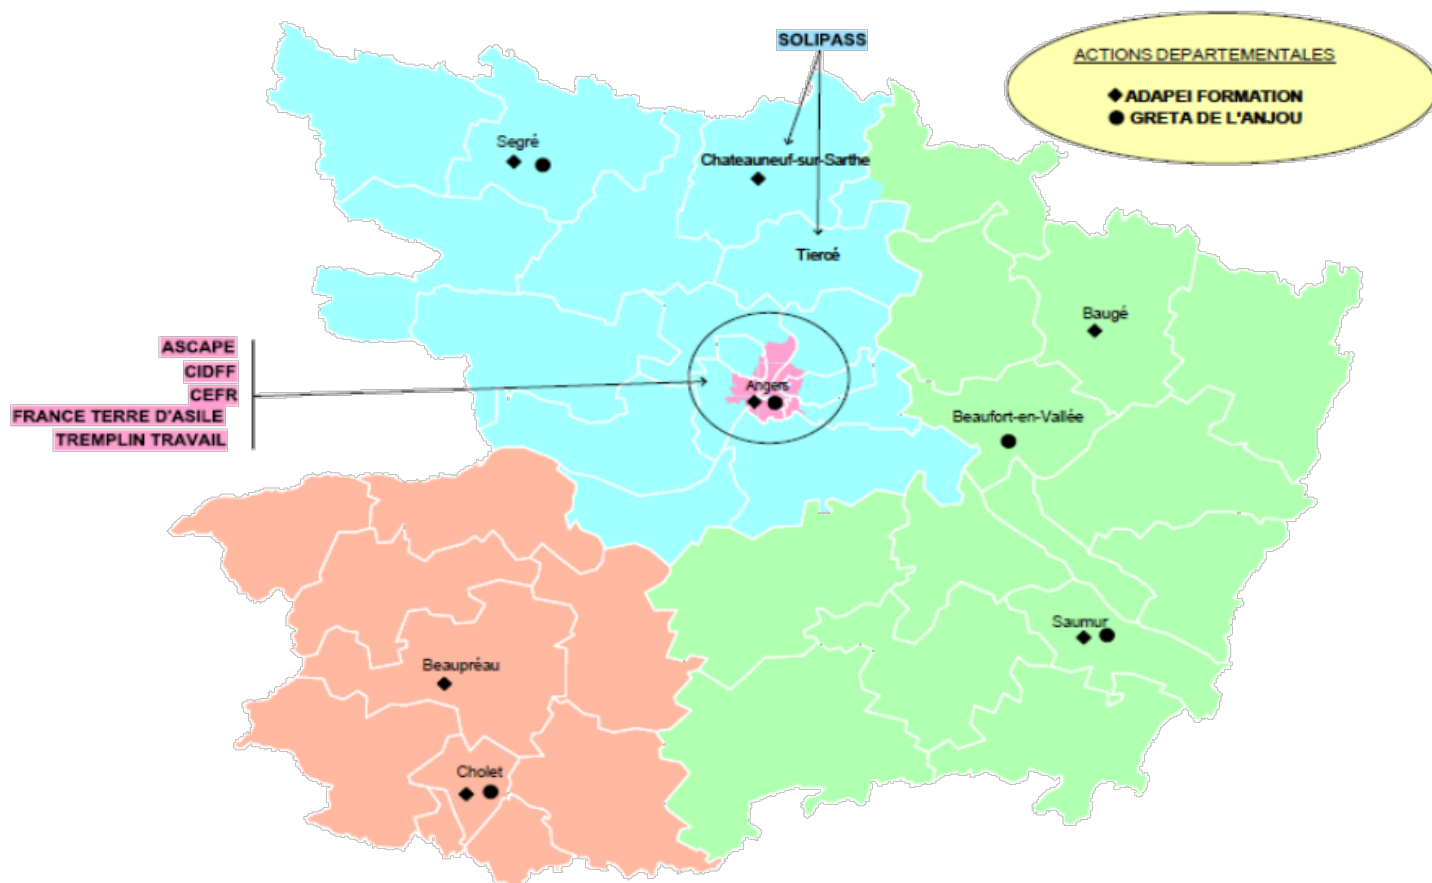 SOLIPASS
ACTIONS DEPARTEMENTALES
ADAPEI FORMATION
GRETA DE L'ANJOU
Segré
Chateauneuf-sur-Sarthe
Tiercé
Baugé
ASCAPE
CIDFF
CEFR
FRANCE TERRE D'ASILE
TREMPLIN TRAVAIL
Angers
Beaufort-en-Vallée
Saumur
Beaupréau
Cholet